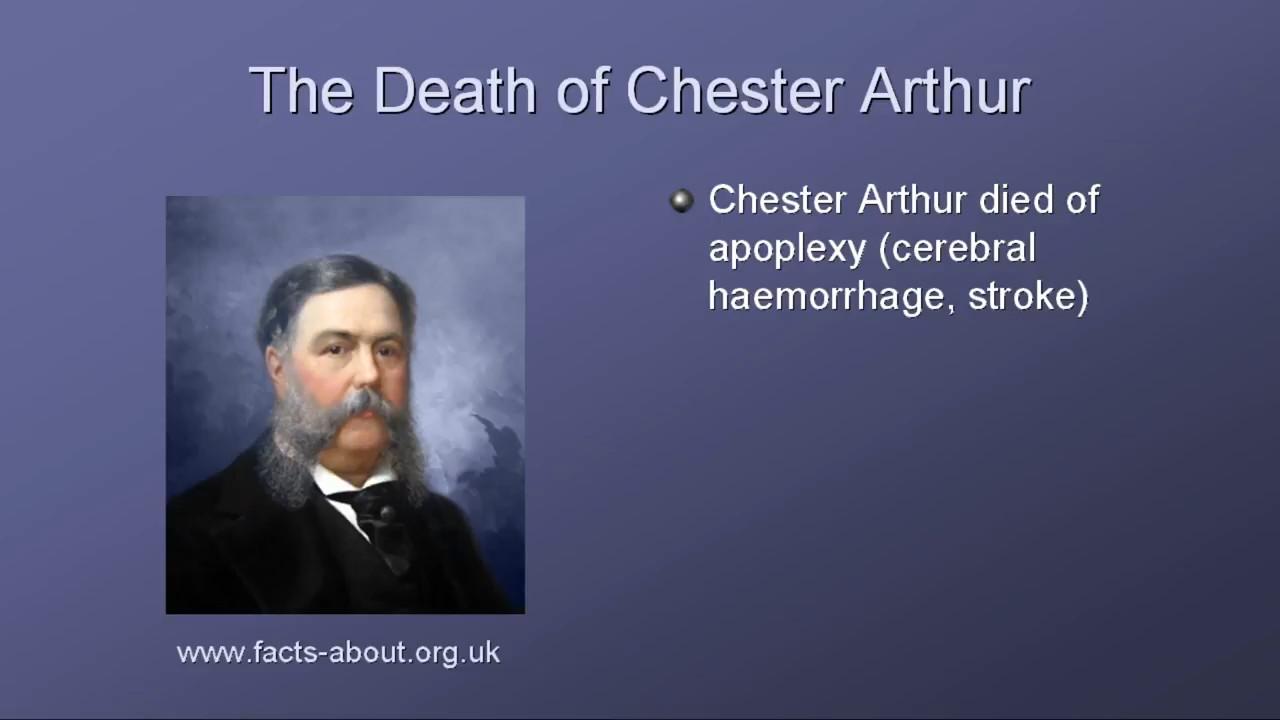 The Death of Chester Arthur
Chester Arthur died of
apoplexy (cerebral
haemorrhage, stroke)
www.facts-about.org.uk